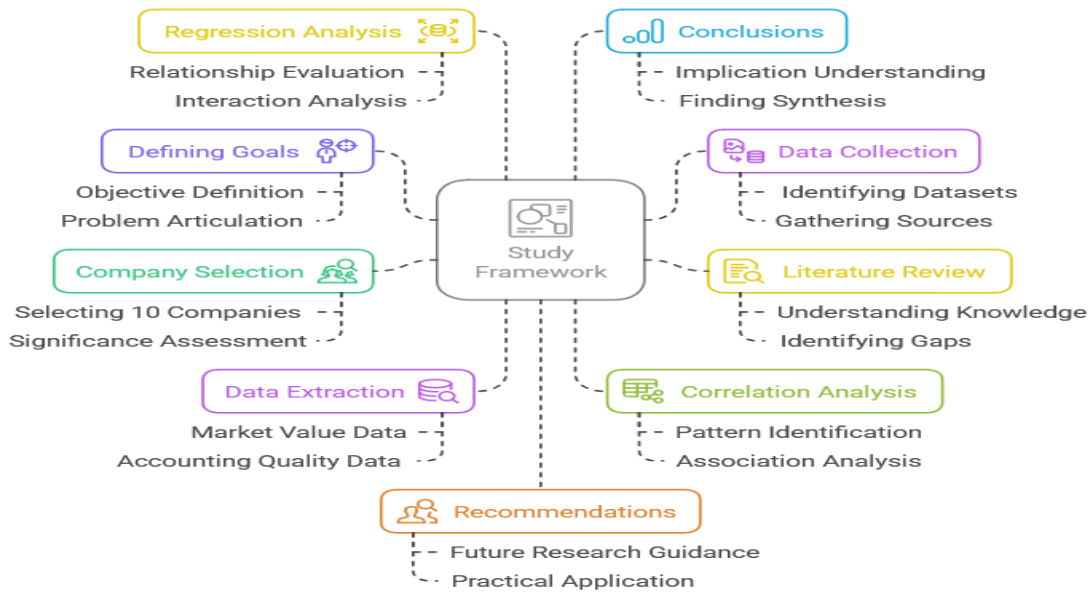 Regression Analysis
Relationship Evaluation
Interaction Analysis
Conclusions
Implication Understanding
Finding Synthesis
Defining Goals
Objective Definition
Problem Articulation
Data Collection
Identifying Datasets
Gathering Sources
Study
Framework
Company Selection
Selecting 10 Companies
Significance Assessment
Literature Review
Understanding Knowledge
Identifying Gaps
Data Extraction
Market Value Data
Accounting Quality Data
Correlation Analysis
Pattern Identification
Association Analysis
Recommendations
Future Research Guidance
Practical Application